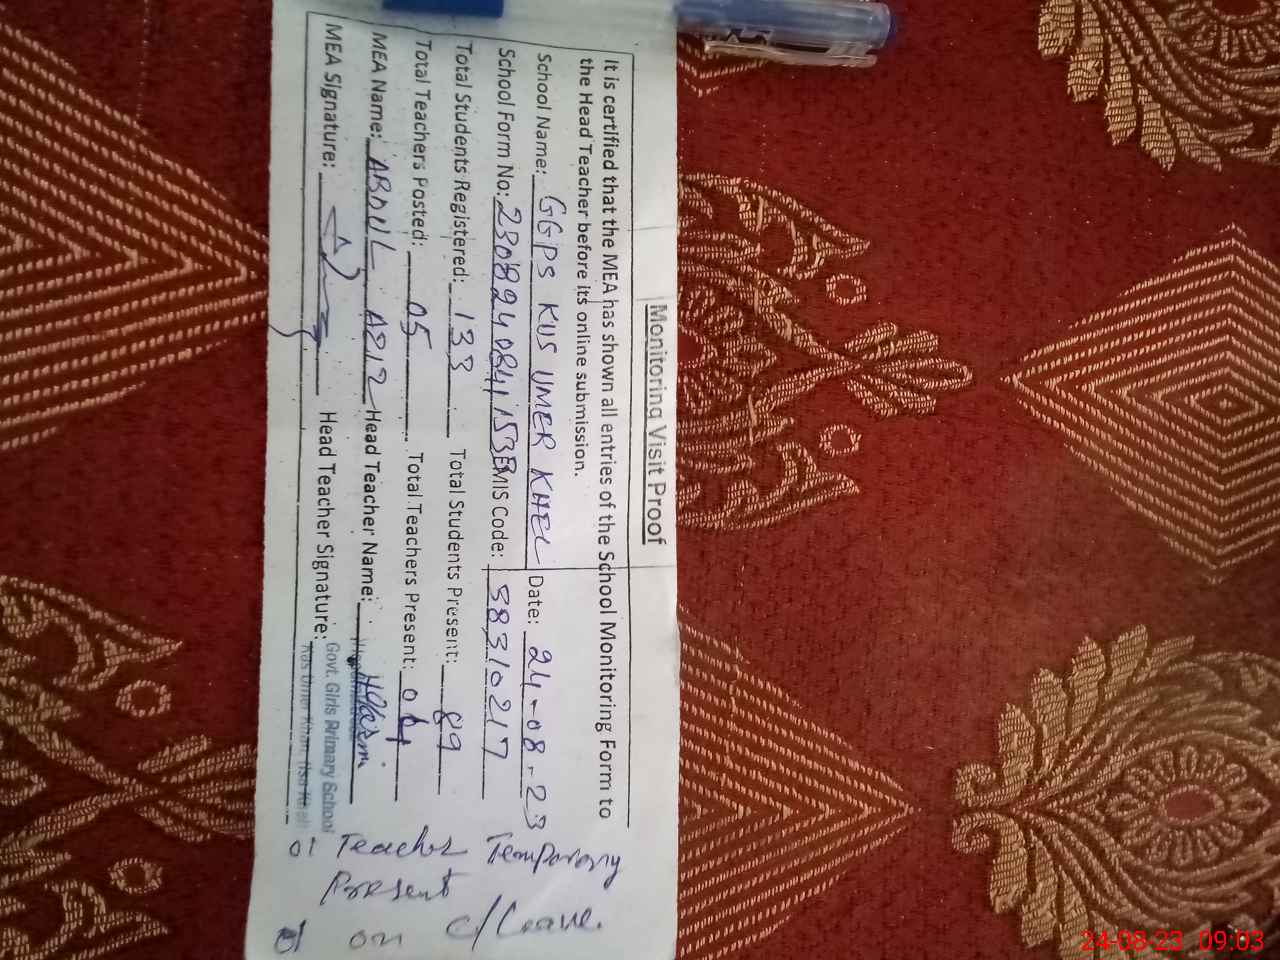 Monitoring Visit Proof
It is certified that the MEA has shown all entries of the School Monitoring Form to
the Head Teacher before its online submission.
School Name: GGPS KUS UMER KHEL Date: 24-08-23
School Form No: 230824084153 EMIS Code: 58310217
Total Students Registered: 133 Total Students Present: 89
Total Teachers Posted: 05 Total Teachers Present: 04
MEA Name: ABDUL AZIZ Head Teacher Name:
MEA Signature: Head Teacher Signature:
Govt. Girls Primary School
Temporary
Teacher
Present
01
on
c/Leave.
24-08-23 09:03